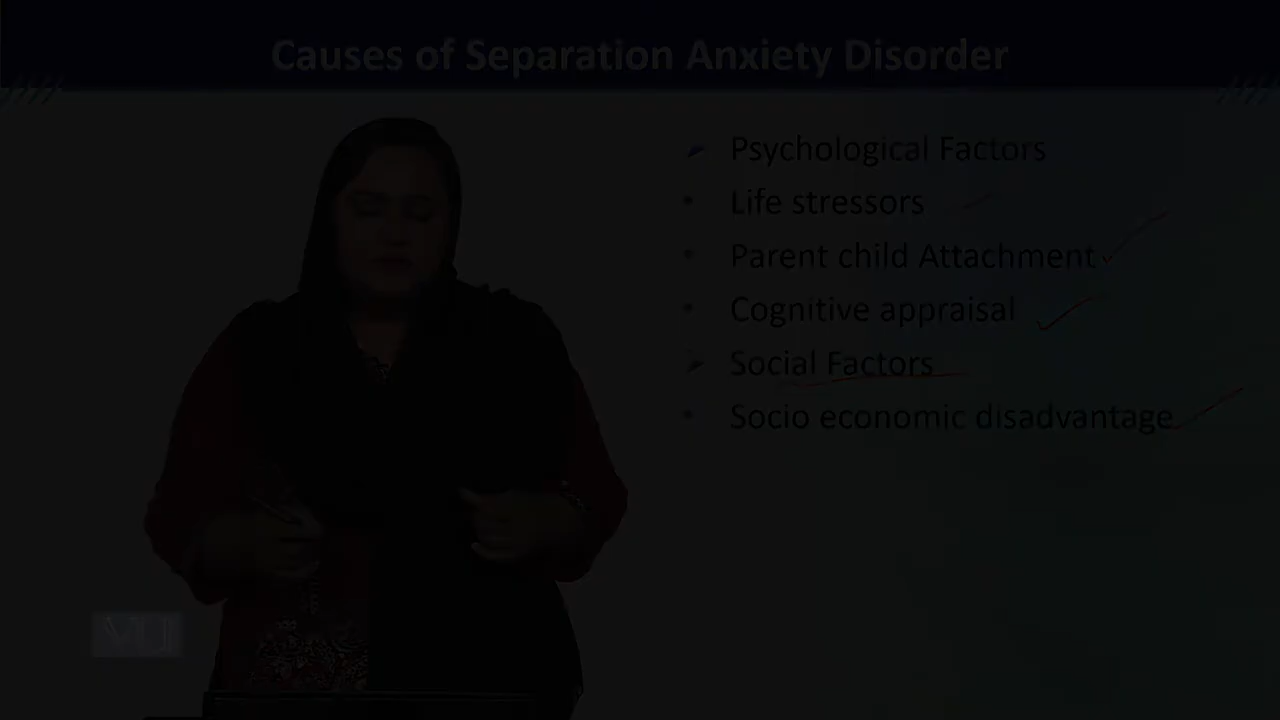 Causes of Separation Anxiety Disorder
Psychological Factors
Life stressors
Parent child Attachment
Cognitive appraisal
Social Factors
Socio economic disadvantage
VU